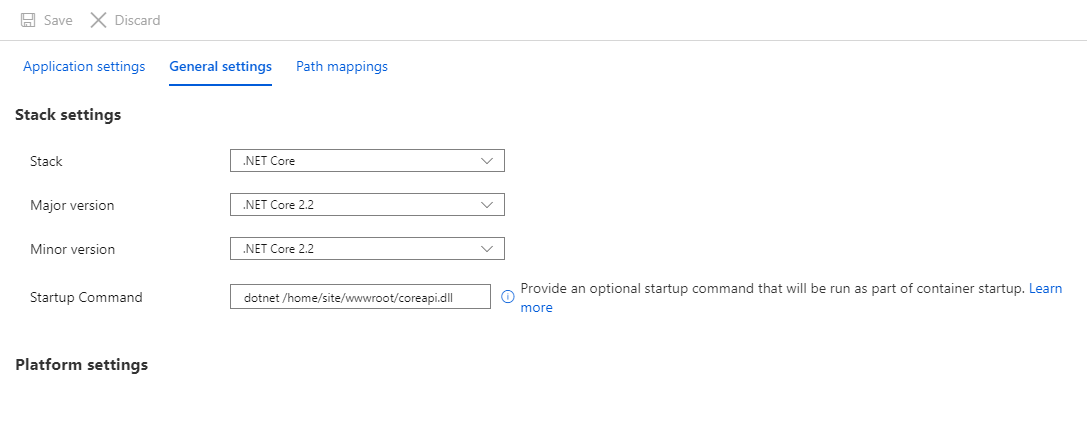 Save Discard
Application settings General settings Path mappings
Stack settings
Stack .NET Core
Major version .NET Core 2.2
Minor version .NET Core 2.2
Startup Command dotnet /home/site/wwwroot/coreapi.dll Provide an optional startup command that will be run as part of container startup. Learn
more
Platform settings